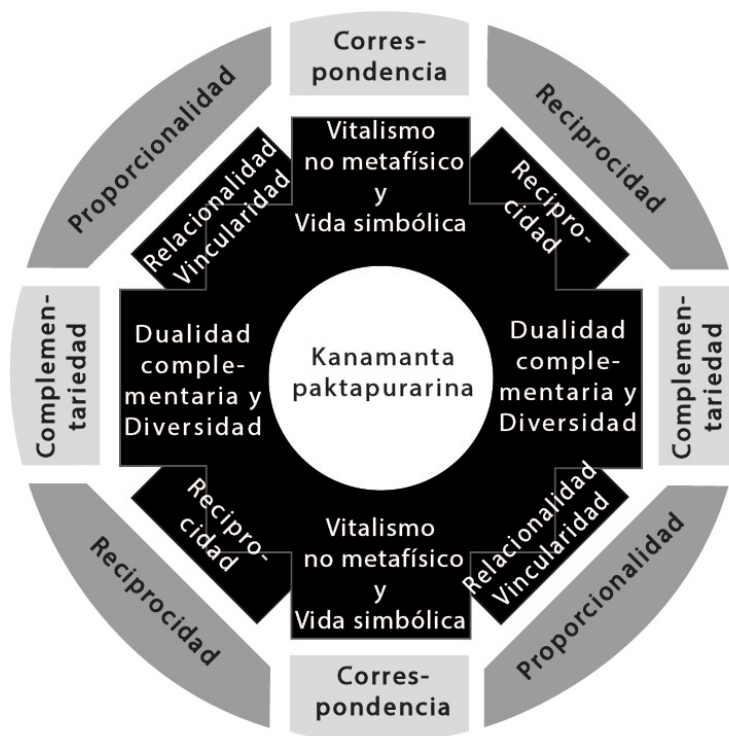 Corres-
pondencia
Proporcionalidad
Reciprocidad
Vitalismo
no metafísico
y
Vida simbólica
Relacionalidad
Vincularidad
Recipro-
cidad
Complemen-
tariedad
Dualidad
comple-
mentaria y
Diversidad
Kanamanta
paktapurarina
Dualidad
comple-
mentaria y
Diversidad
Complemen-
tariedad
Recipro-
cidad
Vitalismo
no metafísico
y
Vida simbólica
Relacionalidad
Vincularidad
Reciprocidad
Proporcionalidad
Corres-
pondencia